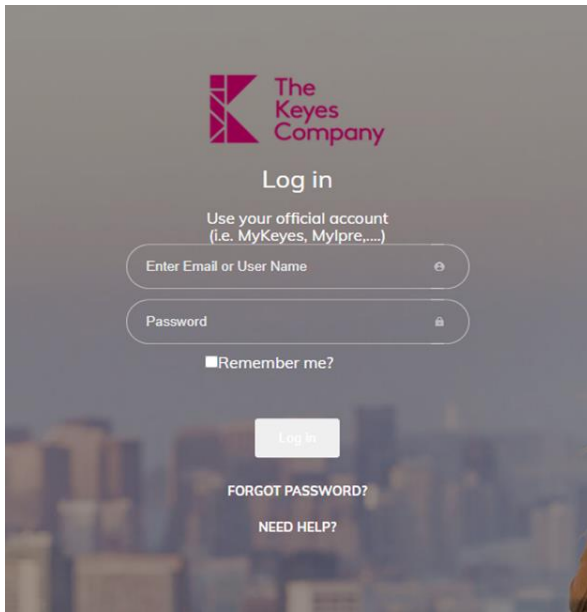 The
Keyes
Company
Log in
Use your official account
(i.e. MyKeyes, MyIpre,....)
Enter Email or User Name
Password
Remember me?
Log in
FORGOT PASSWORD?
NEED HELP?